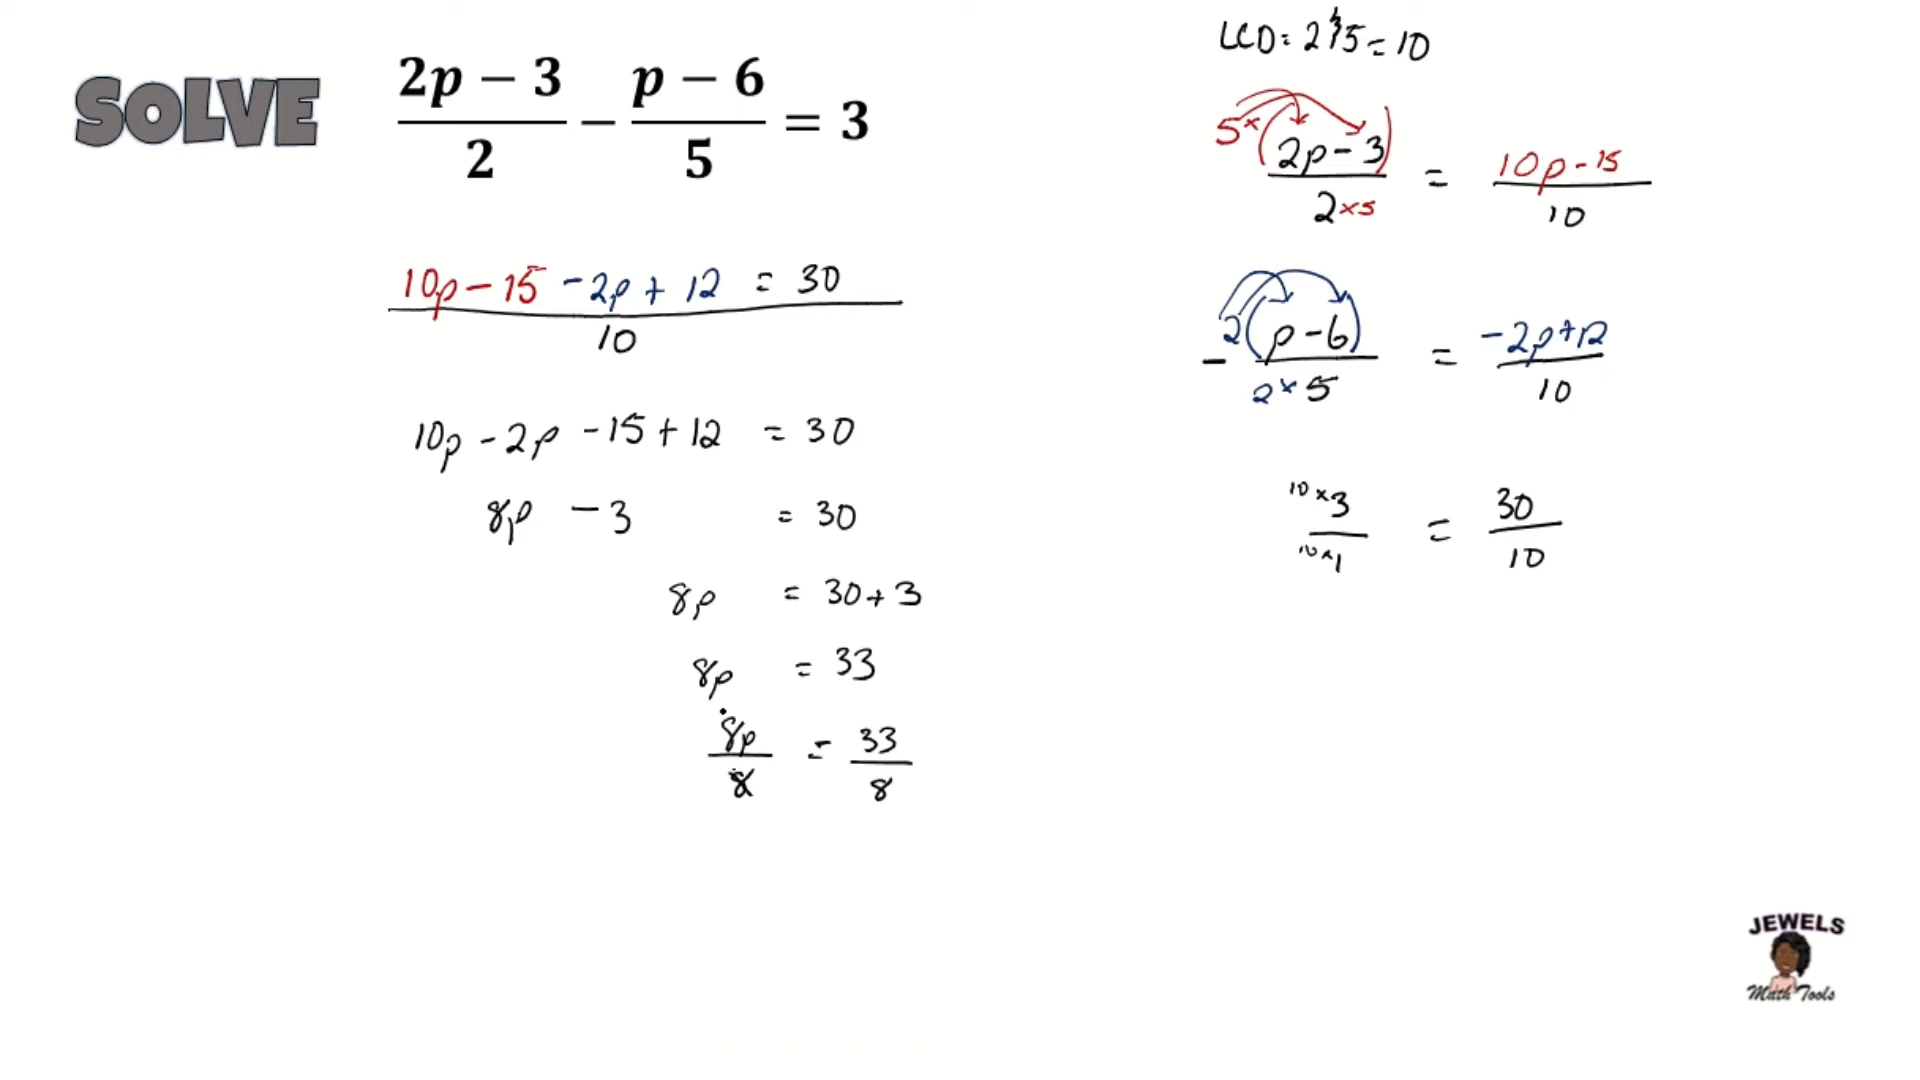 SOLVE (2p − 3)/2 − (p − 6)/5 = 3
(10p − 15 − 2p + 12 = 30)/10
10p − 2p − 15 + 12 = 30
8p − 3 = 30
8p = 30 + 3
8p = 33
8p/8 = 33/8
= 2 5 = 10
5 × (2p − 3)/2 × 5 = (10p − 15)/10
− 2(p − 6)/2 × 5 = (−2p + 12)/10
10 × 3/10 × 1 = 30/10
JEWELS
Math Tools